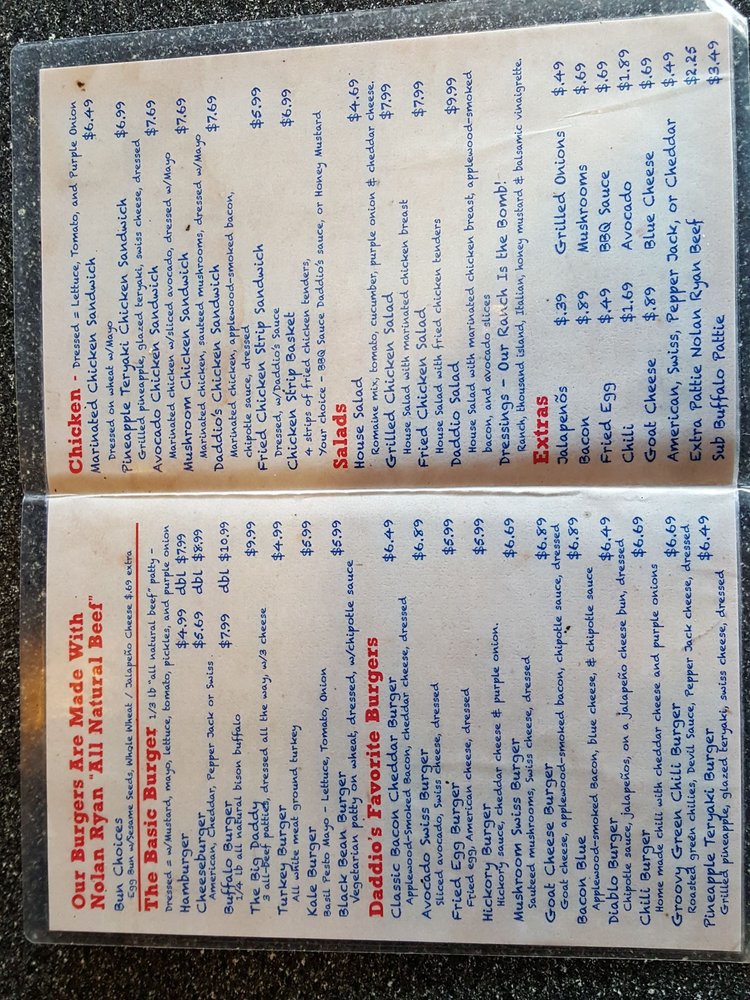 Our Burgers Are Made With
Nolan Ryan "All Natural Beef"
Bun Choices
Egg Bun w/Sesame Seeds, Whole Wheat / Jalapeño Cheese $.69 extra
The Basic Burger 1/3 lb "all natural beef" patty -
Dressed = w/Mustard, mayo, lettuce, tomato, pickles, and purple onion
Hamburger $4.99 dbl $7.99
Cheeseburger $5.69 dbl $8.99
American, Cheddar, Pepper Jack or Swiss
Buffalo Burger $7.99 dbl $10.99
1/4 lb all natural bison buffalo
The Big Daddy $9.99
3 all-beef patties, dressed all the way, w/3 cheese
Turkey Burger $4.99
All white meat ground turkey
Kale Burger $5.99
Basil Pesto Mayo - Lettuce, Tomato, Onion
Black Bean Burger $5.99
Vegetarian patty on wheat, dressed, w/chipotle sauce
Daddio's Favorite Burgers
Classic Bacon Cheddar Burger $6.49
Applewood-Smoked Bacon, cheddar cheese, dressed
Avocado Swiss Burger $6.89
Sliced avocado, Swiss cheese, dressed
Fried Egg Burger $5.99
Fried egg, American cheese, dressed
Hickory Burger $5.99
Hickory sauce, cheddar cheese & purple onion.
Mushroom Swiss Burger $6.69
Sauteed mushrooms, Swiss cheese, dressed
Goat Cheese Burger $6.89
Goat cheese, applewood-smoked bacon, chipotle sauce, dressed
Bacon Blue $6.89
Applewood-smoked Bacon, blue cheese, & chipotle sauce
Diablo Burger $6.49
Chipotle sauce, jalapeños, on a jalapeño cheese bun, dressed
Chili Burger $6.69
Home made chili with cheddar cheese and purple onions
Groovy Green Chili Burger $6.69
Roasted green chilies, Devil Sauce, Pepper Jack cheese, dressed
Pineapple Teryaki Burger $6.49
Grilled pineapple, glazed teryaki, swiss cheese, dressed
Chicken - Dressed = Lettuce, Tomato, and Purple Onion
Marinated Chicken Sandwich $6.49
Dressed on wheat w/Mayo
Pineapple Teryaki Chicken Sandwich $6.99
Grilled pineapple, glazed teryaki, swiss cheese, dressed
Avocado Chicken Sandwich $7.69
Marinated chicken w/sliced avocado, dressed w/Mayo
Mushroom Chicken Sandwich $7.69
Marinated chicken, sauteed mushrooms, dressed w/Mayo
Daddio's Chicken Sandwich $7.69
Marinated chicken, applewood-smoked bacon,
chipotle sauce, dressed
Fried Chicken Strip Sandwich $5.99
Dressed, w/Daddio's Sauce
Chicken Strip Basket $6.99
4 strips of fried chicken tenders,
Your choice - BBQ Sauce Daddio's sauce, or Honey Mustard
Salads
House Salad $4.69
Romaine mix, tomato, cucumber, purple onion & cheddar cheese.
Grilled Chicken Salad $7.99
House Salad with marinated chicken breast
Fried Chicken Salad $7.99
House Salad with fried chicken tenders
Daddio Salad $9.99
House Salad with marinated chicken breast, applewood-smoked
bacon, and avocado slices
Dressings - Our Ranch Is the Bomb!
Ranch, thousand island, Italian, honey mustard & balsamic vinaigrette.
Extras
Jalapeños $.39 Grilled Onions $.49
Bacon $.89 Mushrooms $.69
Fried Egg $.49 BBQ Sauce $.69
Chili $1.69 Avocado $1.89
Goat Cheese $.89 Blue Cheese $.69
American, Swiss, Pepper Jack, or Cheddar $.49
Extra Pattie Nolan Ryan Beef $2.25
Sub Buffalo Pattie $3.49